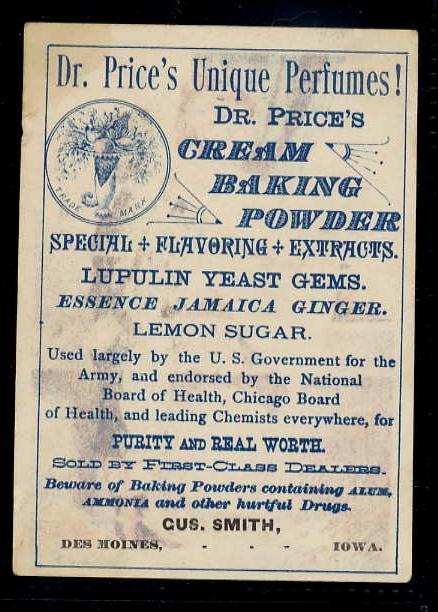 Dr. Price's Unique Perfumes!
TRADE MARK
DR. PRICE'S
CREAM
BAKING
POWDER
SPECIAL + FLAVORING + EXTRACTS.
LUPULIN YEAST GEMS.
ESSENCE JAMAICA GINGER.
LEMON SUGAR.
Used largely by the U. S. Government for the
Army, and endorsed by the National
Board of Health, Chicago Board
of Health, and leading Chemists everywhere, for
PURITY AND REAL WORTH.
SOLD BY FIRST-CLASS DEALERS.
Beware of Baking Powders containing ALUM,
AMMONIA and other hurtful Drugs.
GUS. SMITH,
DES MOINES, - - - IOWA.